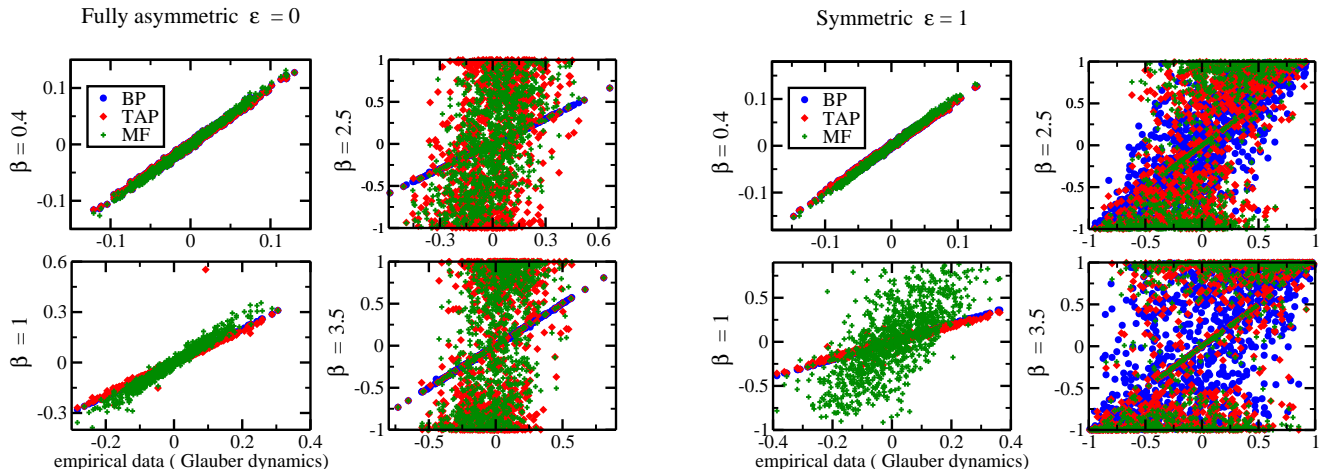 Fully asymmetric ε = 0
Symmetric ε = 1
β = 0.4
0.1
0
-0.1
BP
TAP
MF
-0.1 0 0.1
β = 2.5
1
0.5
0
-0.5
-1
-0.3 0 0.3 0.6
β = 0.4
0.1
0
-0.1
BP
TAP
MF
-0.1 0 0.1
β = 2.5
1
0.5
0
-0.5
-1
-1 -0.5 0 0.5 1
β = 1
0.6
0.3
0
-0.3
-0.2 0 0.2 0.4
empirical data ( Glauber dynamics)
β = 3.5
1
0.5
0
-0.5
-1
-0.5 0 0.5
β = 1
0.5
0
-0.5
-1
-0.4 -0.2 0 0.2 0.4
empirical data ( Glauber dynamics)
β = 3.5
1
0.5
0
-0.5
-1
-1 -0.5 0 0.5 1